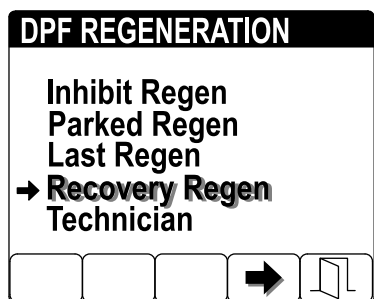 DPF REGENERATION
Inhibit Regen
Parked Regen
Last Regen
Recovery Regen
Technician